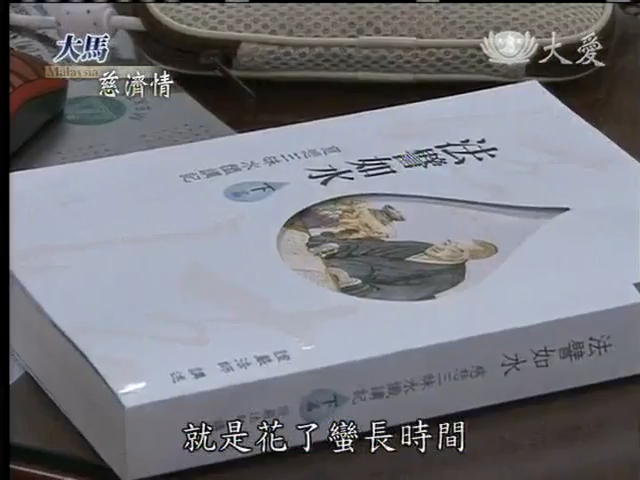 大馬
Malaysia
慈濟情
大愛
法譬如水
慈悲三昧水懺講記
下
證嚴法師 講述
法譬如水
慈悲三昧水懺講記
下
就是花了蠻長時間